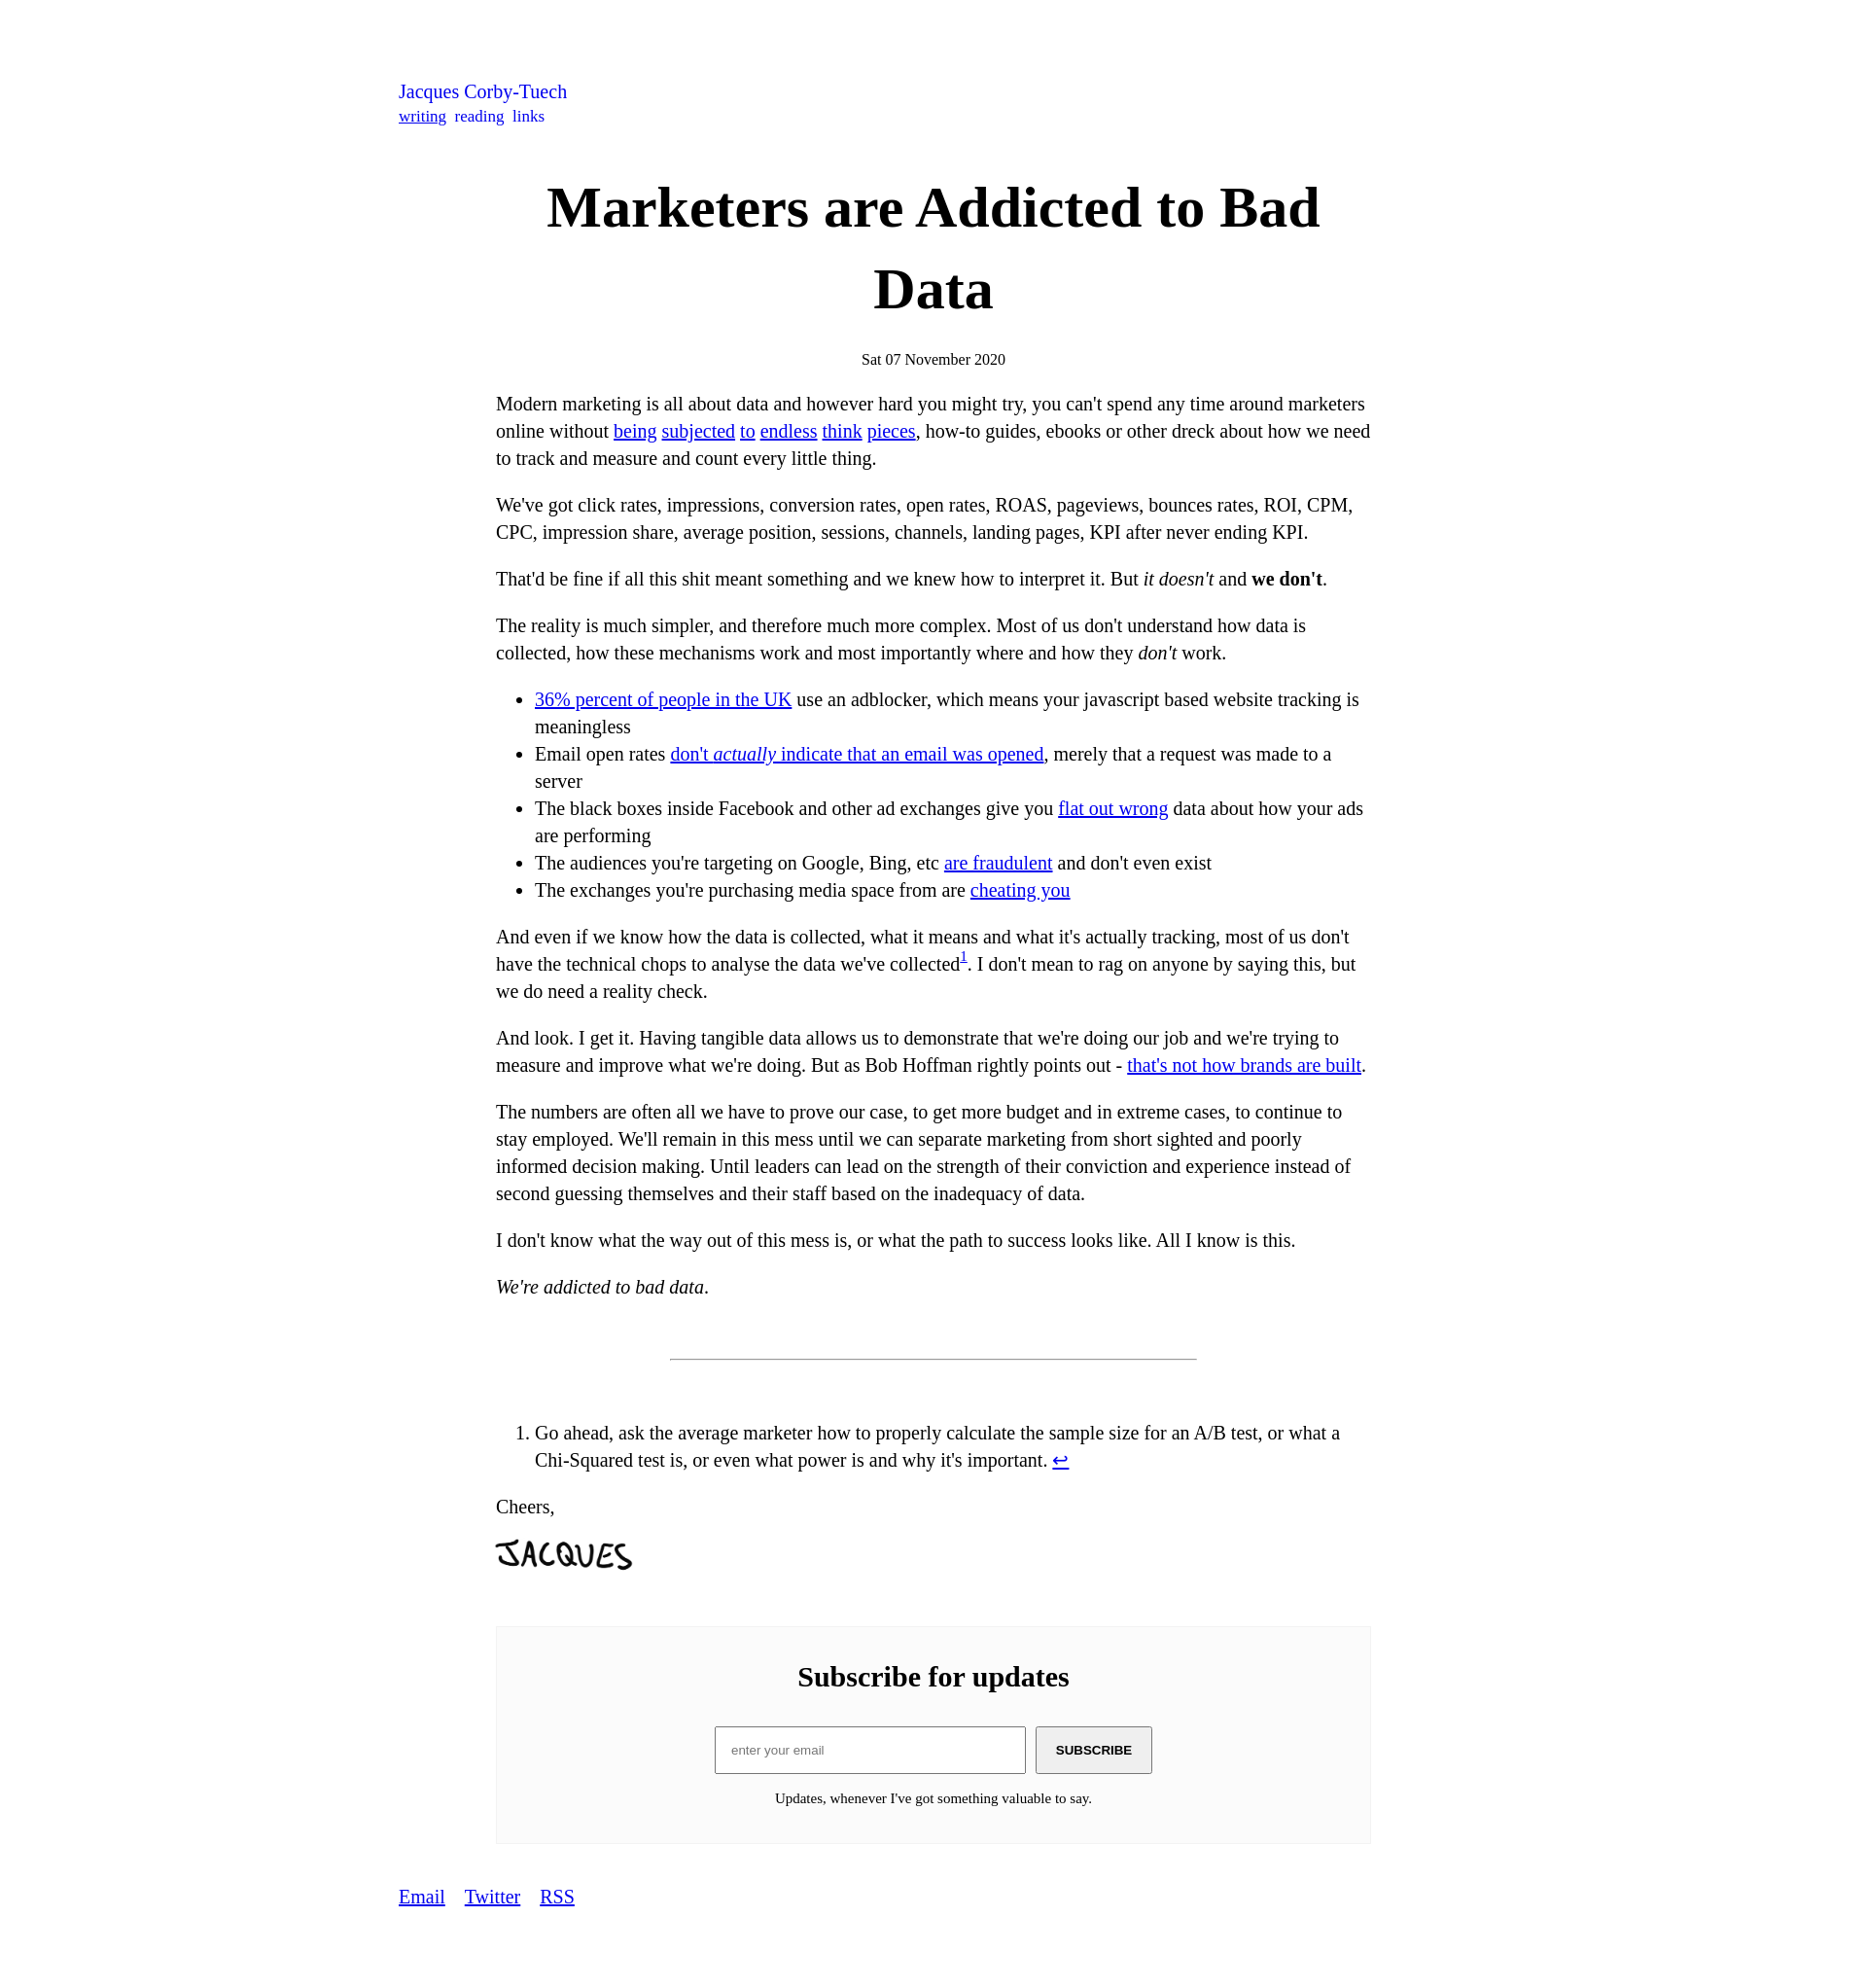 Jacques Corby-Tuech
writing reading links
Marketers are Addicted to Bad
Data
Sat 07 November 2020
Modern marketing is all about data and however hard you might try, you can't spend any time around marketers
online without being subjected to endless think pieces, how-to guides, ebooks or other dreck about how we need
to track and measure and count every little thing.
We've got click rates, impressions, conversion rates, open rates, ROAS, pageviews, bounces rates, ROI, CPM,
CPC, impression share, average position, sessions, channels, landing pages, KPI after never ending KPI.
That'd be fine if all this shit meant something and we knew how to interpret it. But it doesn't and we don't.
The reality is much simpler, and therefore much more complex. Most of us don't understand how data is
collected, how these mechanisms work and most importantly where and how they don't work.
• 36% percent of people in the UK use an adblocker, which means your javascript based website tracking is
meaningless
• Email open rates don't actually indicate that an email was opened, merely that a request was made to a
server
• The black boxes inside Facebook and other ad exchanges give you flat out wrong data about how your ads
are performing
• The audiences you're targeting on Google, Bing, etc are fraudulent and don't even exist
• The exchanges you're purchasing media space from are cheating you
And even if we know how the data is collected, what it means and what it's actually tracking, most of us don't
have the technical chops to analyse the data we've collected1. I don't mean to rag on anyone by saying this, but
we do need a reality check.
And look. I get it. Having tangible data allows us to demonstrate that we're doing our job and we're trying to
measure and improve what we're doing. But as Bob Hoffman rightly points out - that's not how brands are built.
The numbers are often all we have to prove our case, to get more budget and in extreme cases, to continue to
stay employed. We'll remain in this mess until we can separate marketing from short sighted and poorly
informed decision making. Until leaders can lead on the strength of their conviction and experience instead of
second guessing themselves and their staff based on the inadequacy of data.
I don't know what the way out of this mess is, or what the path to success looks like. All I know is this.
We're addicted to bad data.
1. Go ahead, ask the average marketer how to properly calculate the sample size for an A/B test, or what a
Chi-Squared test is, or even what power is and why it's important. ↩
Cheers,
JACQUES
Subscribe for updates
enter your email SUBSCRIBE
Updates, whenever I've got something valuable to say.
Email Twitter RSS